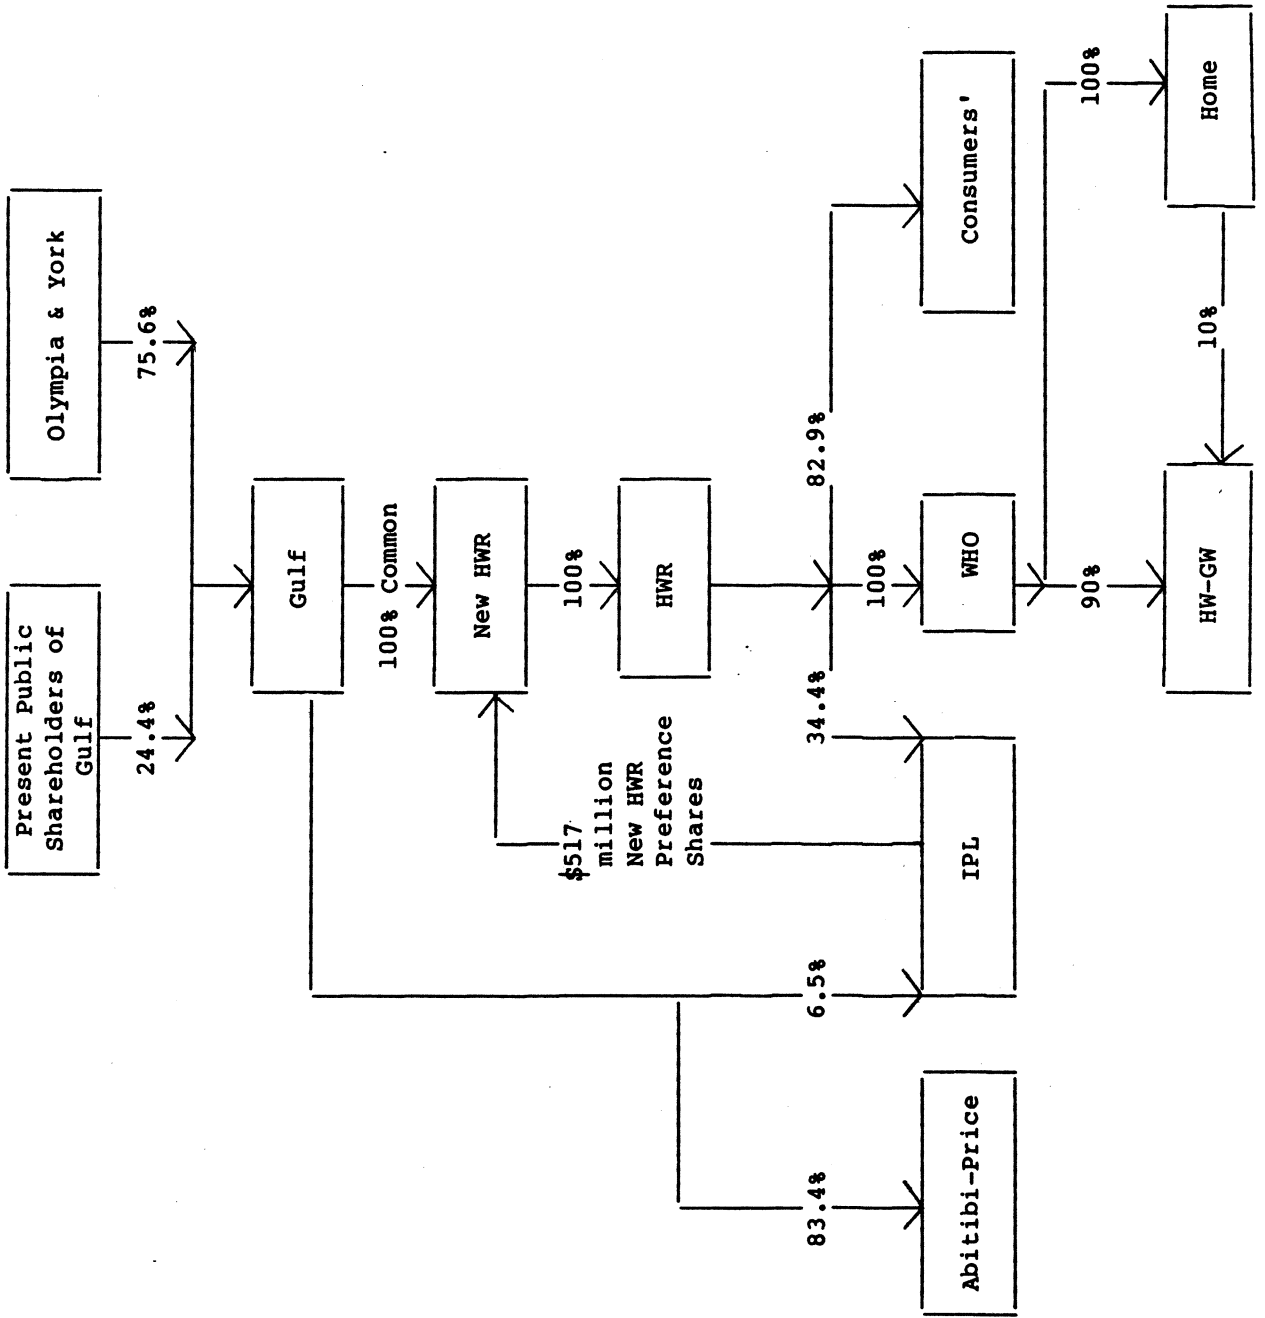 Present Public
Shareholders of
Gulf
Olympia & York
24.4%
75.6%
Gulf
100% Common
New HWR
100%
HWR
$517
million
New HWR
Preference
Shares
83.4%
6.5%
34.4%
82.9%
100%
Abitibi-Price
IPL
WHO
Consumers'
90%
100%
HW-GW
10%
Home